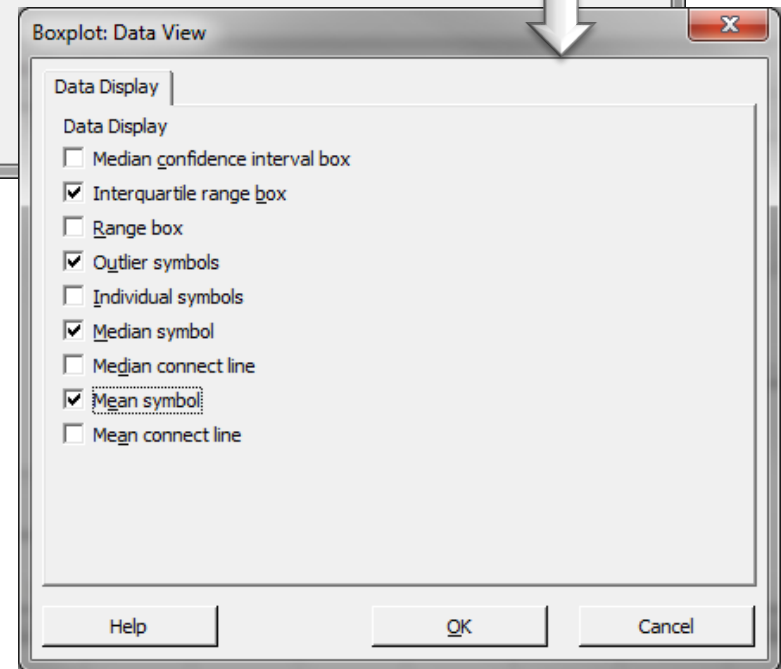 Boxplot: Data View
Data Display
Data Display
Median confidence interval box
Interquartile range box
Range box
Outlier symbols
Individual symbols
Median symbol
Median connect line
Mean symbol
Mean connect line
Help OK Cancel